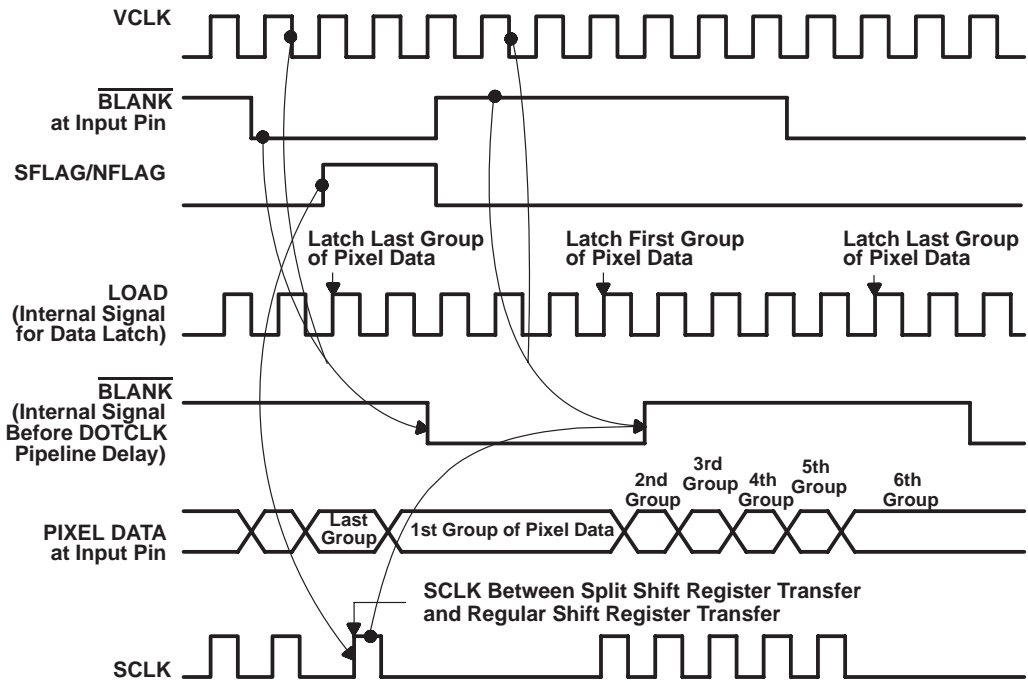 VCLK
BLANK
at Input Pin
SFLAG/NFLAG
Latch Last Group
of Pixel Data
Latch First Group
of Pixel Data
Latch Last Group
of Pixel Data
LOAD
(Internal Signal
for Data Latch)
BLANK
(Internal Signal
Before DOTCLK
Pipeline Delay)
PIXEL DATA
at Input Pin
Last
Group
1st Group of Pixel Data
2nd
Group
3rd
Group
4th
Group
5th
Group
6th
Group
SCLK Between Split Shift Register Transfer
and Regular Shift Register Transfer
SCLK